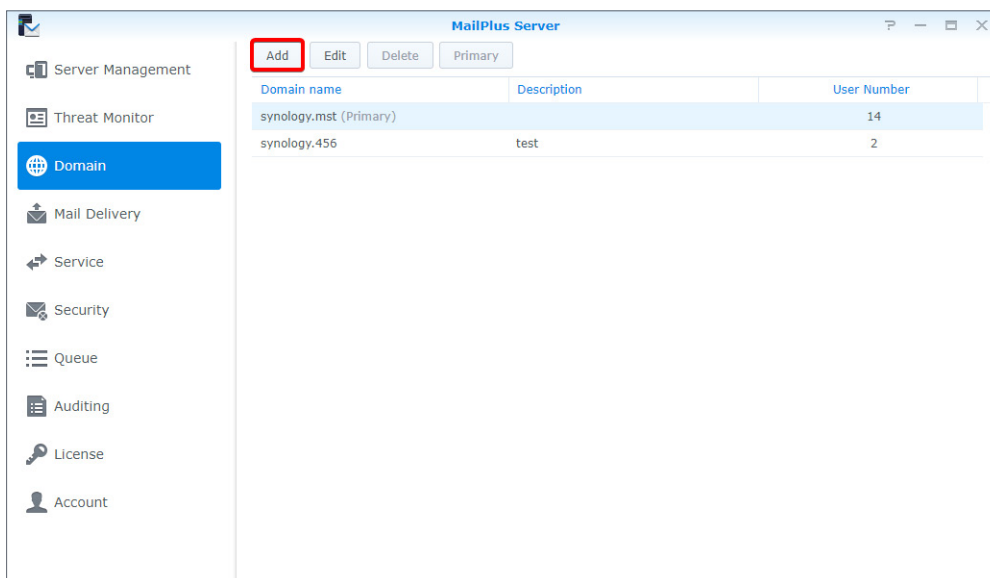 MailPlus Server
Server Management
Threat Monitor
Domain
Mail Delivery
Service
Security
Queue
Auditing
License
Account
Add Edit Delete Primary
Domain name Description User Number
synology.mst (Primary) 14
synology.456 test 2